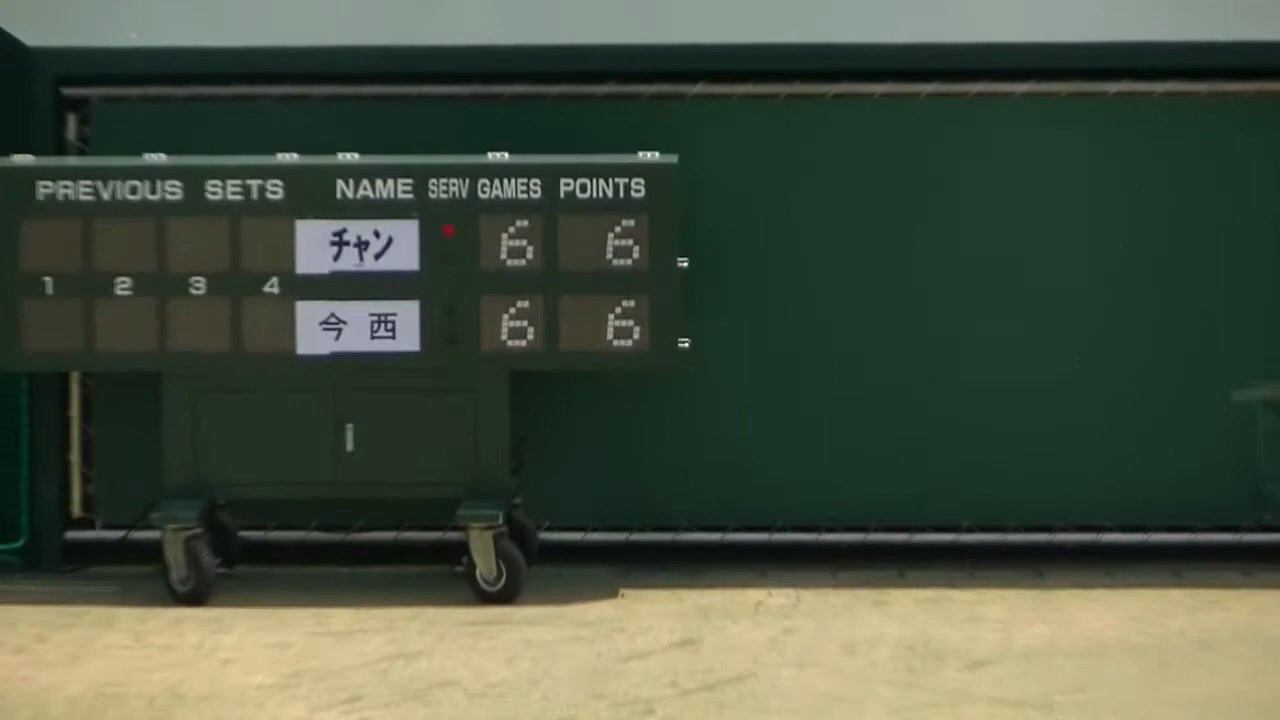 PREVIOUS SETS NAME SERV GAMES POINTS
チャン 6 6
1 2 3 4
今西 6 6